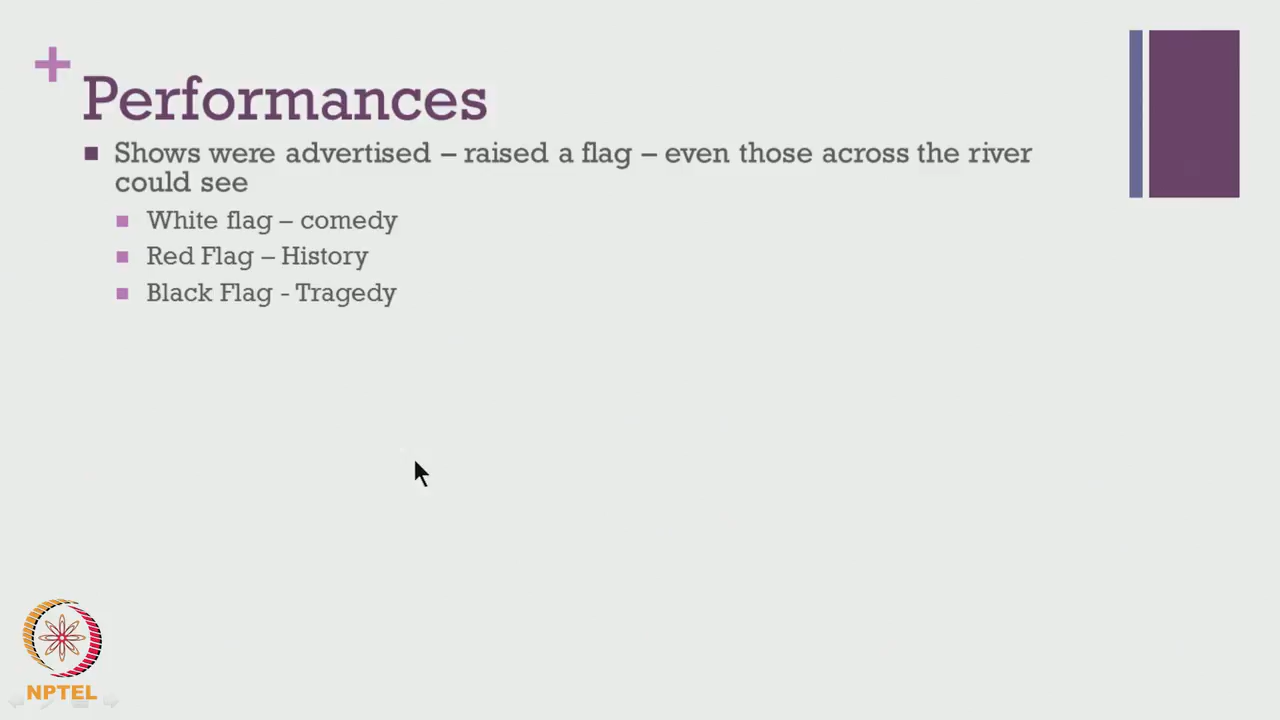 +
Performances
Shows were advertised – raised a flag – even those across the river
could see
White flag – comedy
Red Flag – History
Black Flag - Tragedy
NPTEL